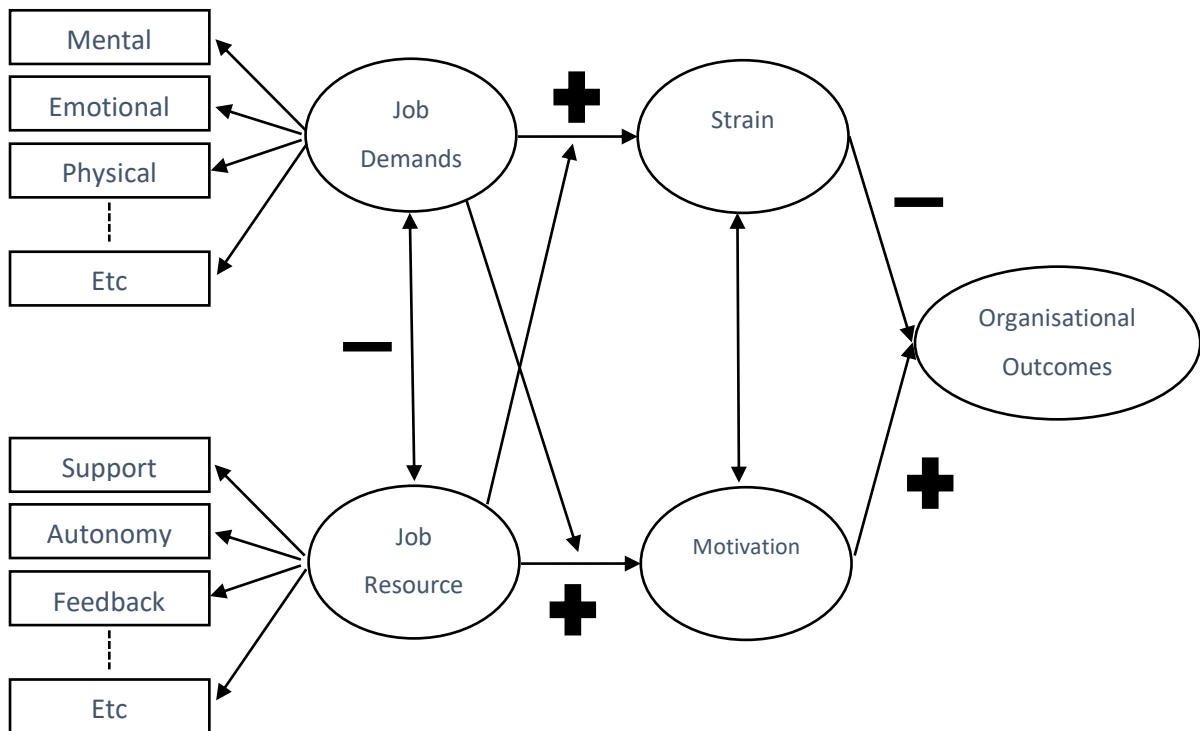 Mental
Emotional
Physical
Etc
Job
Demands
Strain
Organisational
Outcomes
Support
Autonomy
Feedback
Etc
Job
Resource
Motivation